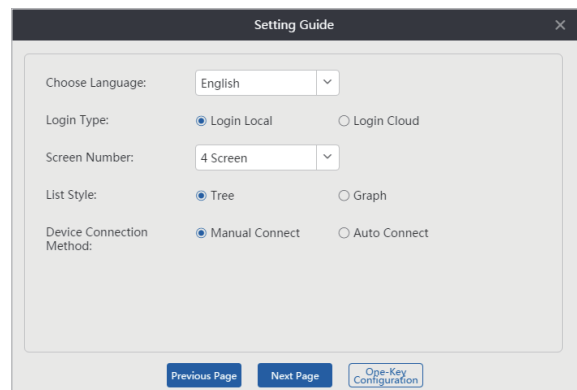 Setting Guide
Choose Language: English
Login Type: Login Local Login Cloud
Screen Number: 4 Screen
List Style: Tree Graph
Device Connection Method: Manual Connect Auto Connect
Previous Page Next Page One-Key Configuration